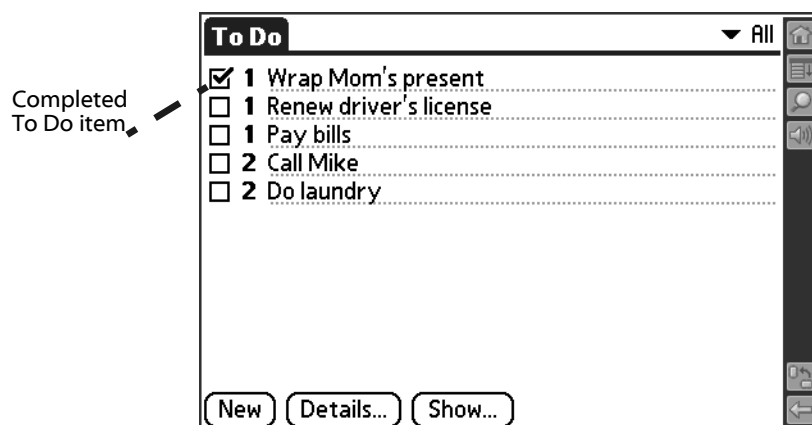 To Do
All
1 Wrap Mom's present
1 Renew driver's license
1 Pay bills
2 Call Mike
2 Do laundry
Completed
To Do item
New Details... Show...